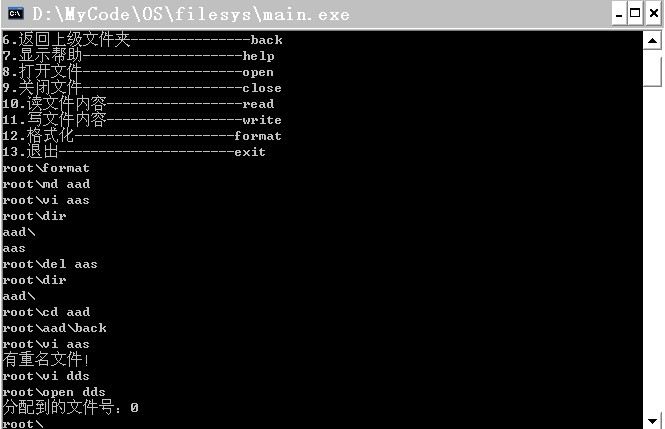 D:\MyCode\OS\filesys\main.exe
6.返回上级文件夹---------------back
7.显示帮助--------------------help
8.打开文件--------------------open
9.关闭文件--------------------close
10.读文件内容-----------------read
11.写文件内容-----------------write
12.格式化--------------------format
13.退出----------------------exit
root\format
root\md aad
root\vi aas
root\dir
aad\
aas
root\del aas
root\dir
aad\
root\cd aad
root\aad\back
root\vi aas
有重名文件!
root\vi dds
root\open dds
分配到的文件号：0
root\